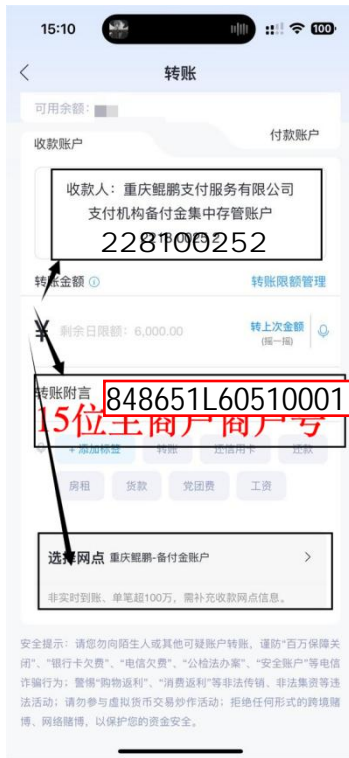 15:10
100
转账
可用余额：
收款账户
付款账户
收款人：重庆鲲鹏支付服务有限公司
支付机构备付金集中存管账户
228100252
转账金额
转账限额管理
¥ 剩余日限额：6,000.00
转上次金额
(摇一摇)
转账附言
848651L60510001
15位主商户商户号
+ 添加标签
转账
还信用卡
还款
房租
货款
党团费
工资
选择网点 重庆鲲鹏-备付金账户
非实时到账、单笔超100万，需补充收款网点信息。
安全提示：请您勿向陌生人或其他可疑账户转账，谨防“百万保障关
闭”、“银行卡欠费”、“电信欠费”、“公检法办案”、“安全账户”等电信
诈骗行为；警惕“购物返利”、“消费返利”等非法传销、非法集资等违
法活动；请勿参与虚拟货币交易炒作活动；拒绝任何形式的跨境赌
博、网络赌博，以保护您的资金安全。